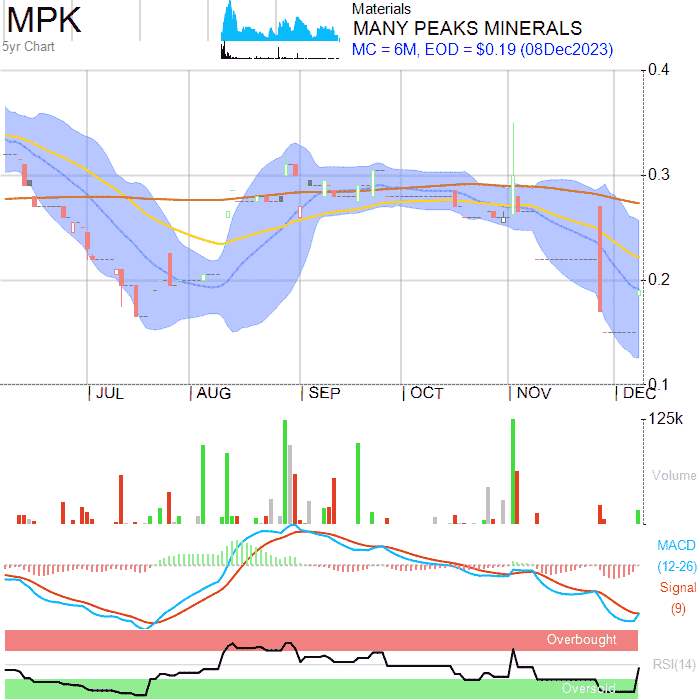 MPK
5yr Chart
Materials
MANY PEAKS MINERALS
MC = 6M, EOD = $0.19 (08Dec2023)
0.4
0.3
0.2
0.1
JUL AUG SEP OCT NOV DEC
125k
Volume
MACD
(12-26)
Signal
(9)
Overbought
RSI(14)
Oversold